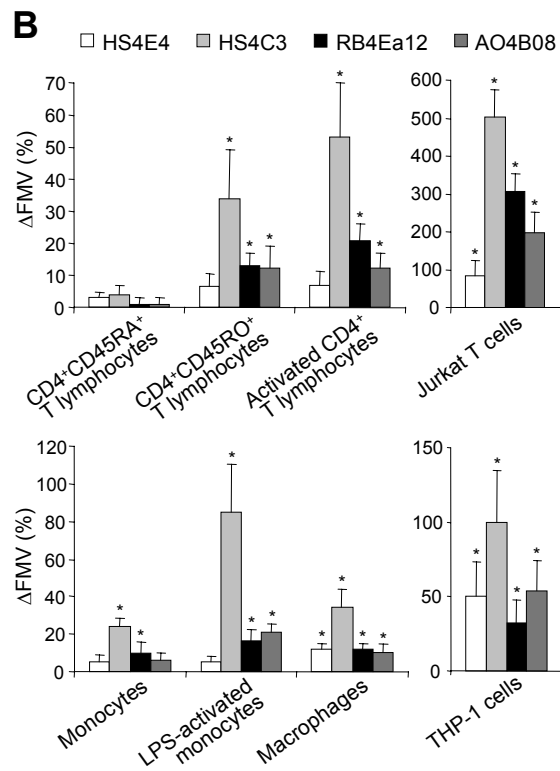 B
HS4E4 HS4C3 RB4Ea12 AO4B08
ΔFMV (%)
70
60
50
40
30
20
10
0
* * * * * *
CD4⁺CD45RA⁺
T lymphocytes
CD4⁺CD45RO⁺
T lymphocytes
Activated CD4⁺
T lymphocytes
600
500
400
300
200
100
0
* * * *
Jurkat T cells
ΔFMV (%)
120
100
80
60
40
20
0
* * * * * * * * *
Monocytes
LPS-activated
monocytes
Macrophages
150
100
50
0
* * * *
THP-1 cells